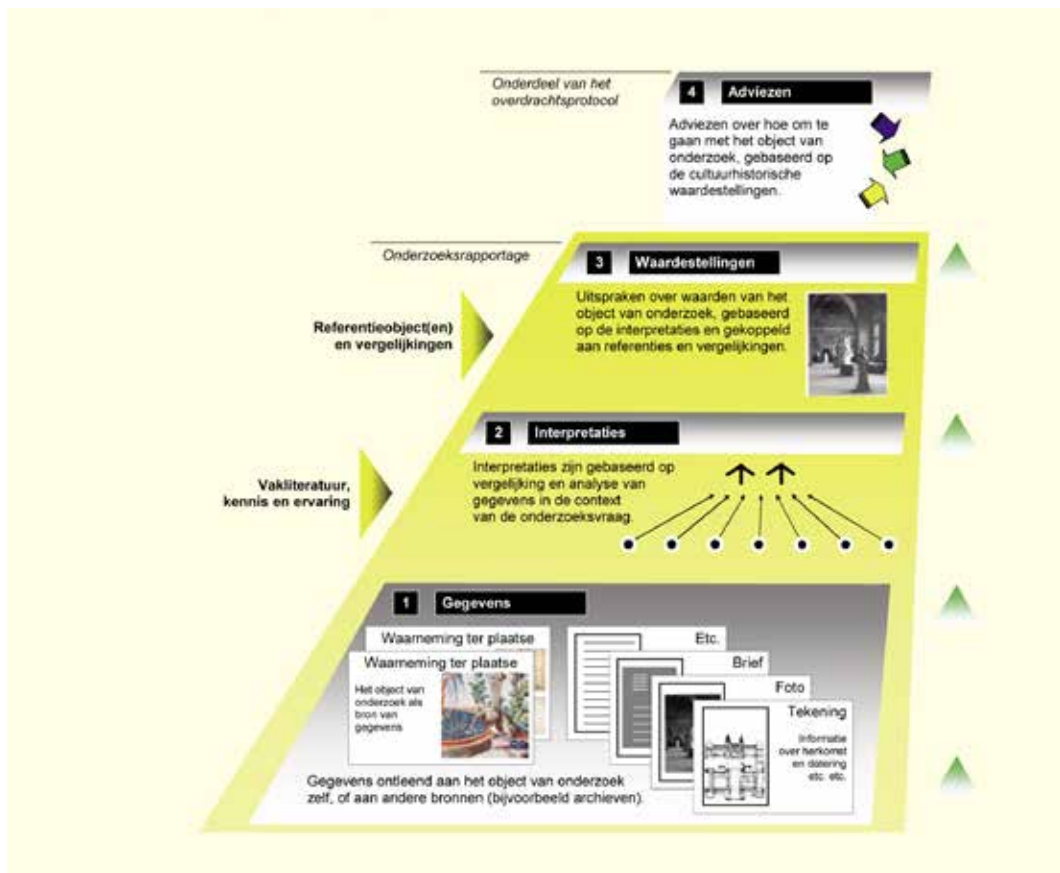 Onderdeel van het
overdrachtsprotocol
4 Adviezen
Adviezen over hoe om te
gaan met het object van
onderzoek, gebaseerd op
de cultuurhistorische
waardestellingen.
Onderzoeksrapportage
3 Waardestellingen
Uitspraken over waarden van het
object van onderzoek, gebaseerd
op de interpretaties en gekoppeld
aan referenties en vergelijkingen.
Referentieobject(en)
en vergelijkingen
2 Interpretaties
Interpretaties zijn gebaseerd op
vergelijking en analyse van
gegevens in de context
van de onderzoeksvraag.
Vakliteratuur,
kennis en ervaring
1 Gegevens
Waarneming ter plaatse
Waarneming ter plaatse
Het object van
onderzoek als
bron van
gegevens
Etc.
Brief
Foto
Tekening
Informatie
over herkomst
en datering
etc. etc.
Gegevens ontleend aan het object van onderzoek
zelf, of aan andere bronnen (bijvoorbeeld archieven).